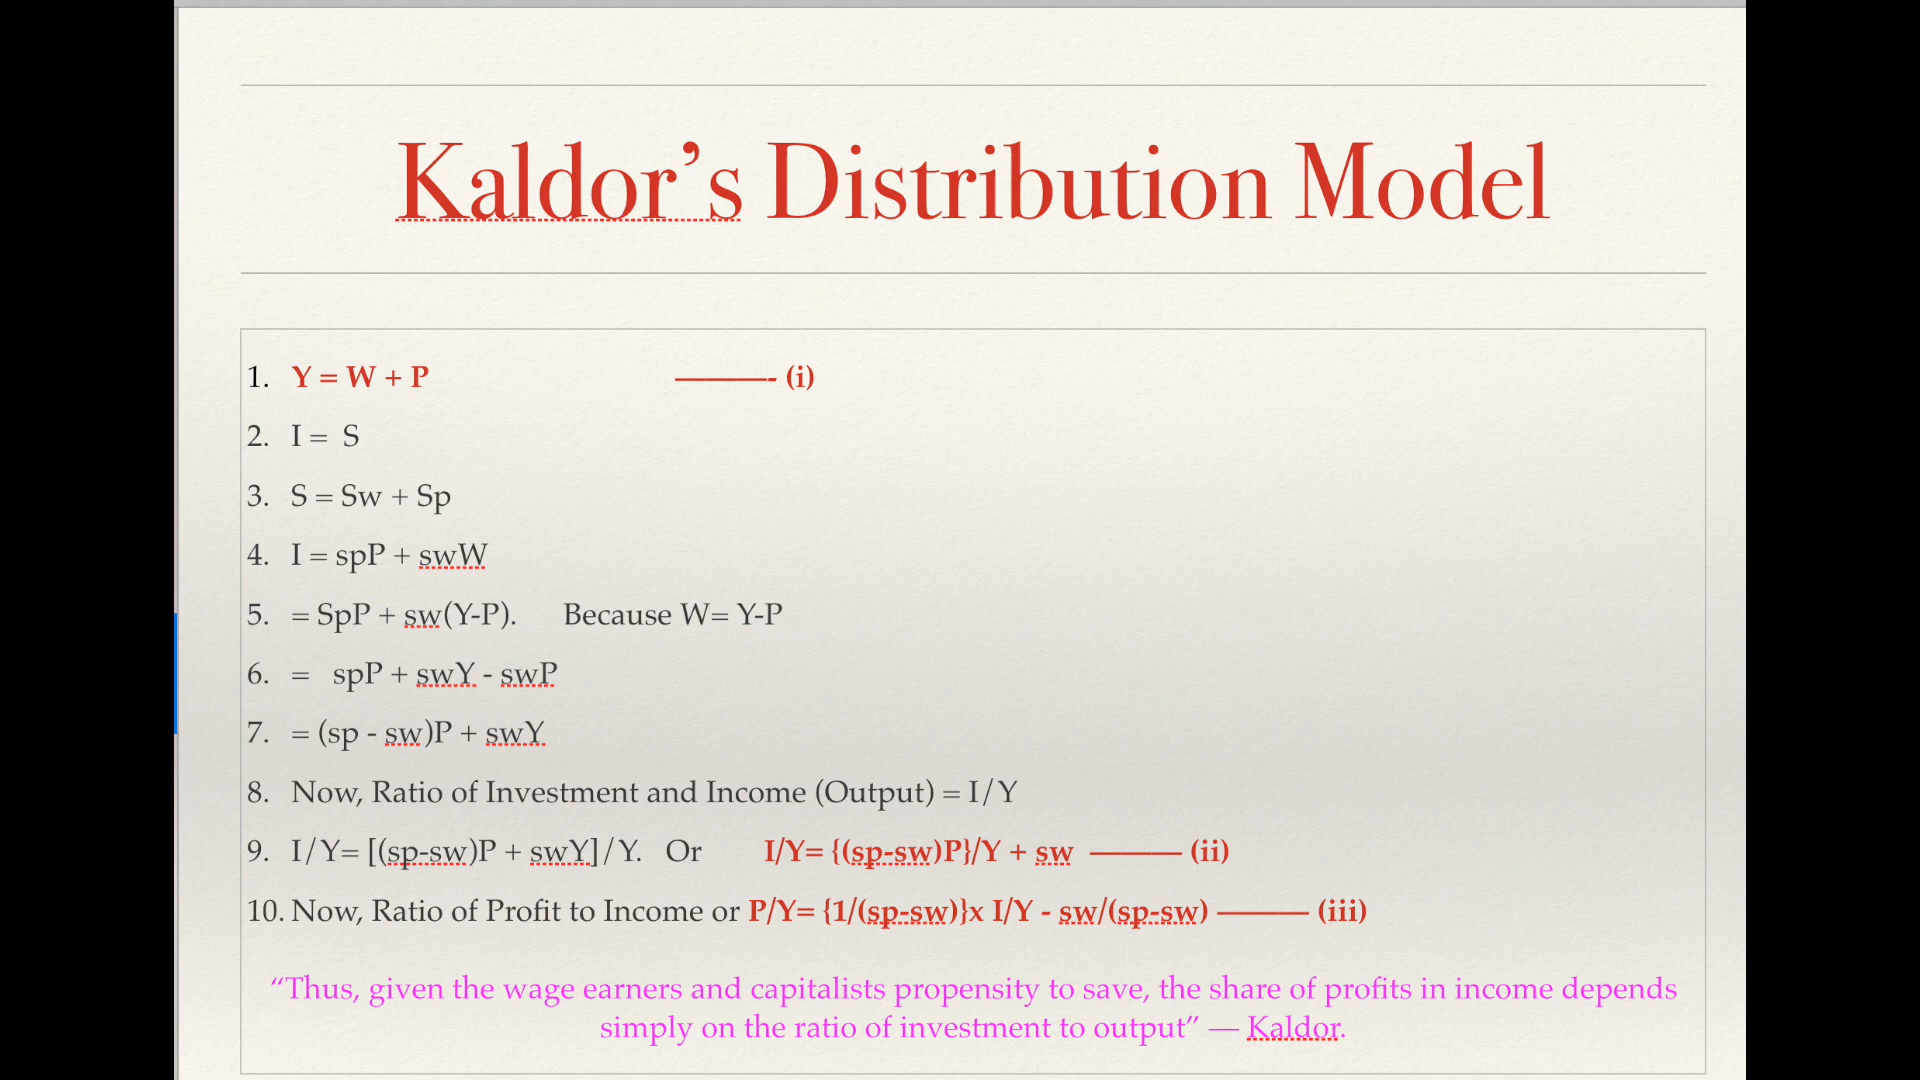 Kaldor’s Distribution Model
1. Y = W + P ———- (i)
2. I = S
3. S = Sw + Sp
4. I = spP + swW
5. = SpP + sw(Y-P). Because W= Y-P
6. = spP + swY - swP
7. = (sp - sw)P + swY
8. Now, Ratio of Investment and Income (Output) = I/Y
9. I/Y= [(sp-sw)P + swY]/Y. Or I/Y= {(sp-sw)P}/Y + sw ——— (ii)
10. Now, Ratio of Profit to Income or P/Y= {1/(sp-sw)}x I/Y - sw/(sp-sw) ——— (iii)
“Thus, given the wage earners and capitalists propensity to save, the share of profits in income depends
simply on the ratio of investment to output” — Kaldor.